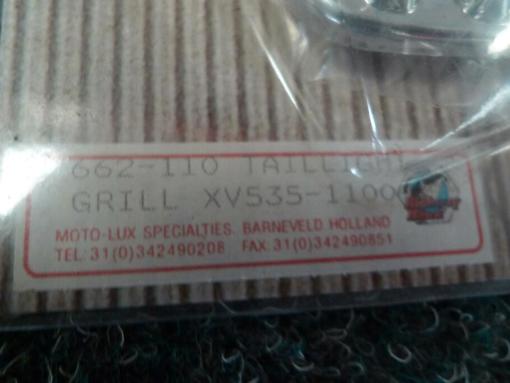 662-110 TAILLIGHT
GRILL XV535-1100
MOTO-LUX SPECIALTIES. BARNEVELD HOLLAND
TEL: 31(0)342490208 FAX: 31(0)342490851